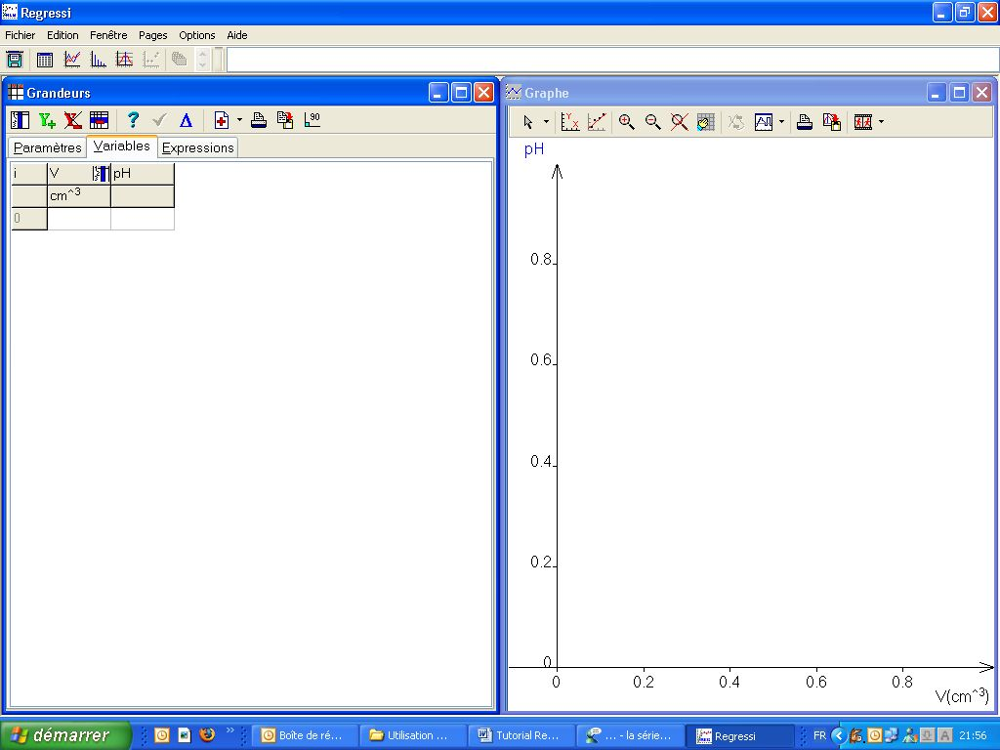 Regressi
Fichier Edition Fenêtre Pages Options Aide
Grandeurs
Paramètres Variables Expressions
i V pH
cm^3
0
Graphe
pH
0.8
0.6
0.4
0.2
0
0 0.2 0.4 0.6 0.8
V(cm^3)
démarrer Boîte de ré... Utilisation ... Tutorial Re... ... - la série... Regressi FR 21:56